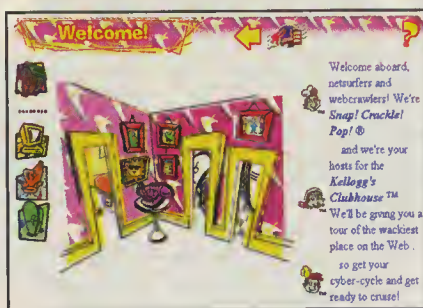 Welcome!
?
Welcome aboard,
netsurfers and
webcrawlers! We're
Snap! Crackle!
Pop! ®
and we're your
hosts for the
Kellogg's
Clubhouse ™
We'll be giving you a
tour of the wackiest
place on the Web .
so get your
cyber-cycle and get
ready to cruise!